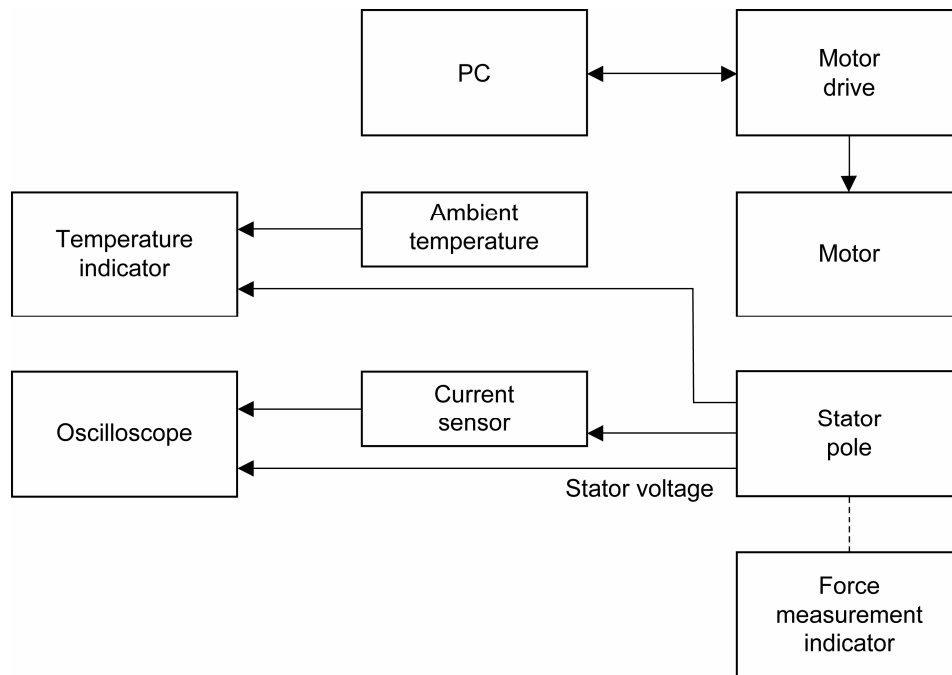 PC
Motor
drive
Temperature
indicator
Ambient
temperature
Motor
Oscilloscope
Current
sensor
Stator
pole
Stator voltage
Force
measurement
indicator